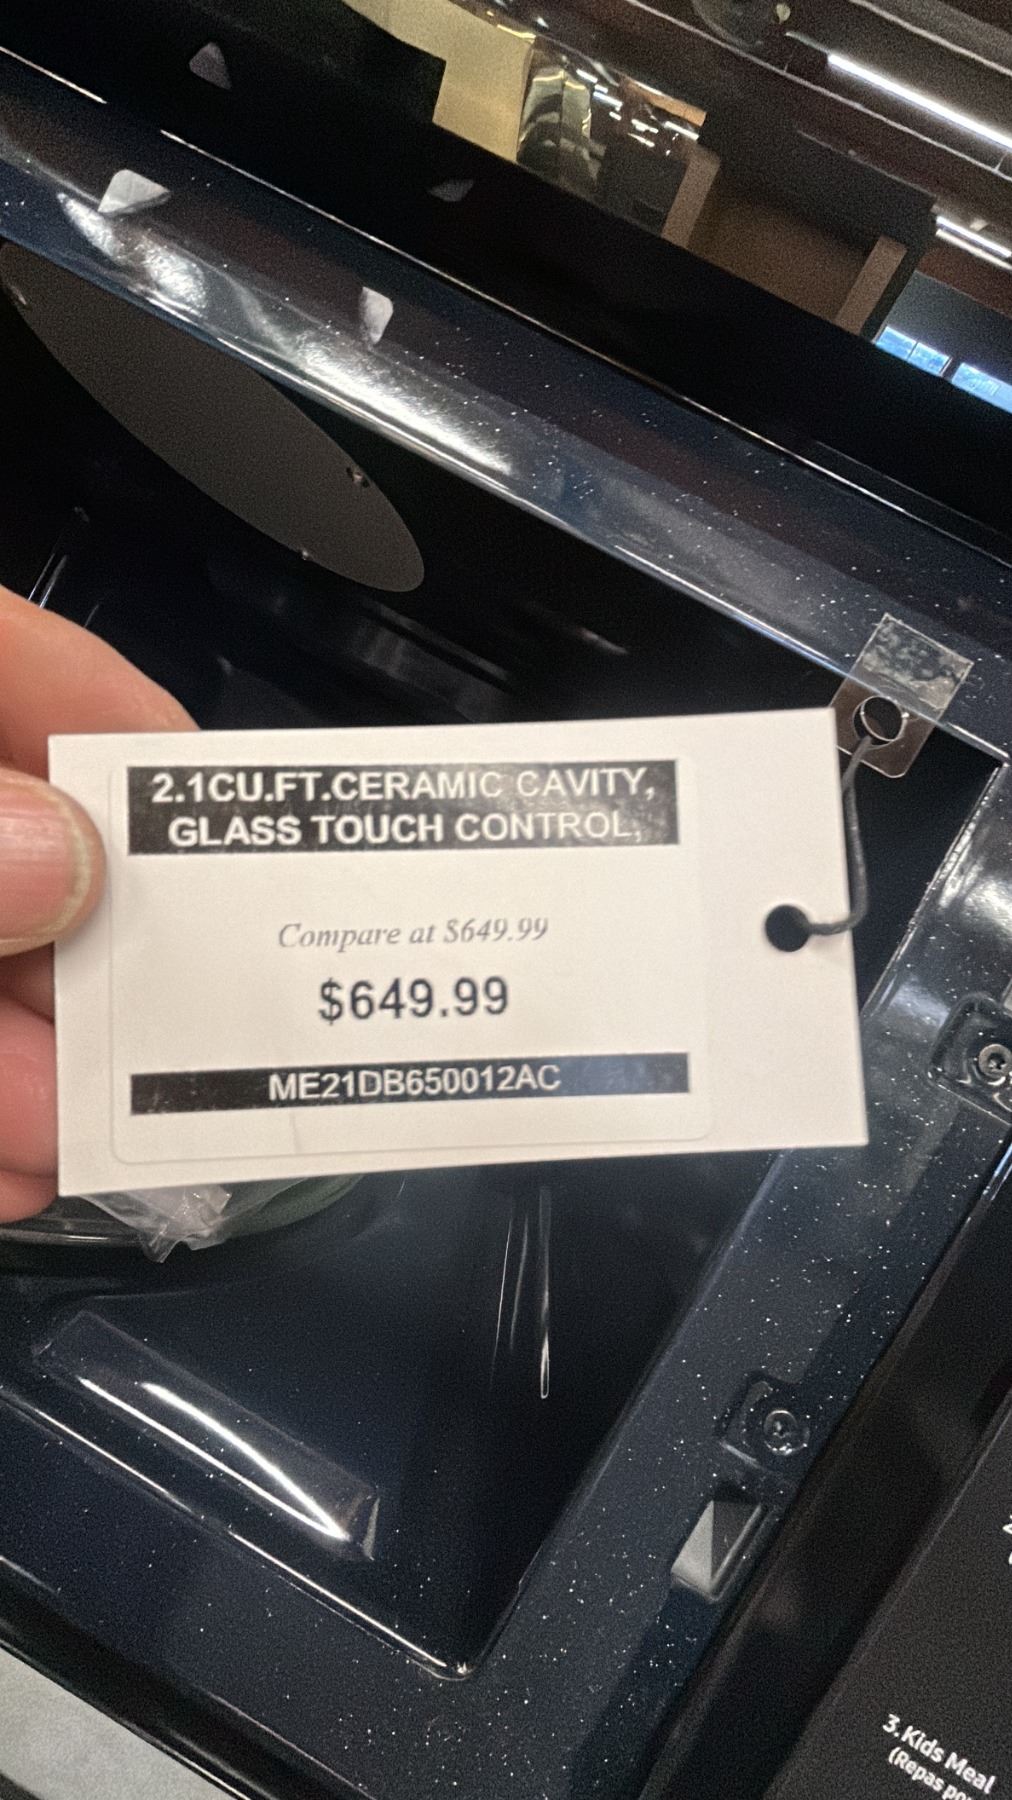 2.1CU.FT.CERAMIC CAVITY,
GLASS TOUCH CONTROL,
Compare at $649.99
$649.99
ME21DB650012AC
3. Kids Meal
(Repas